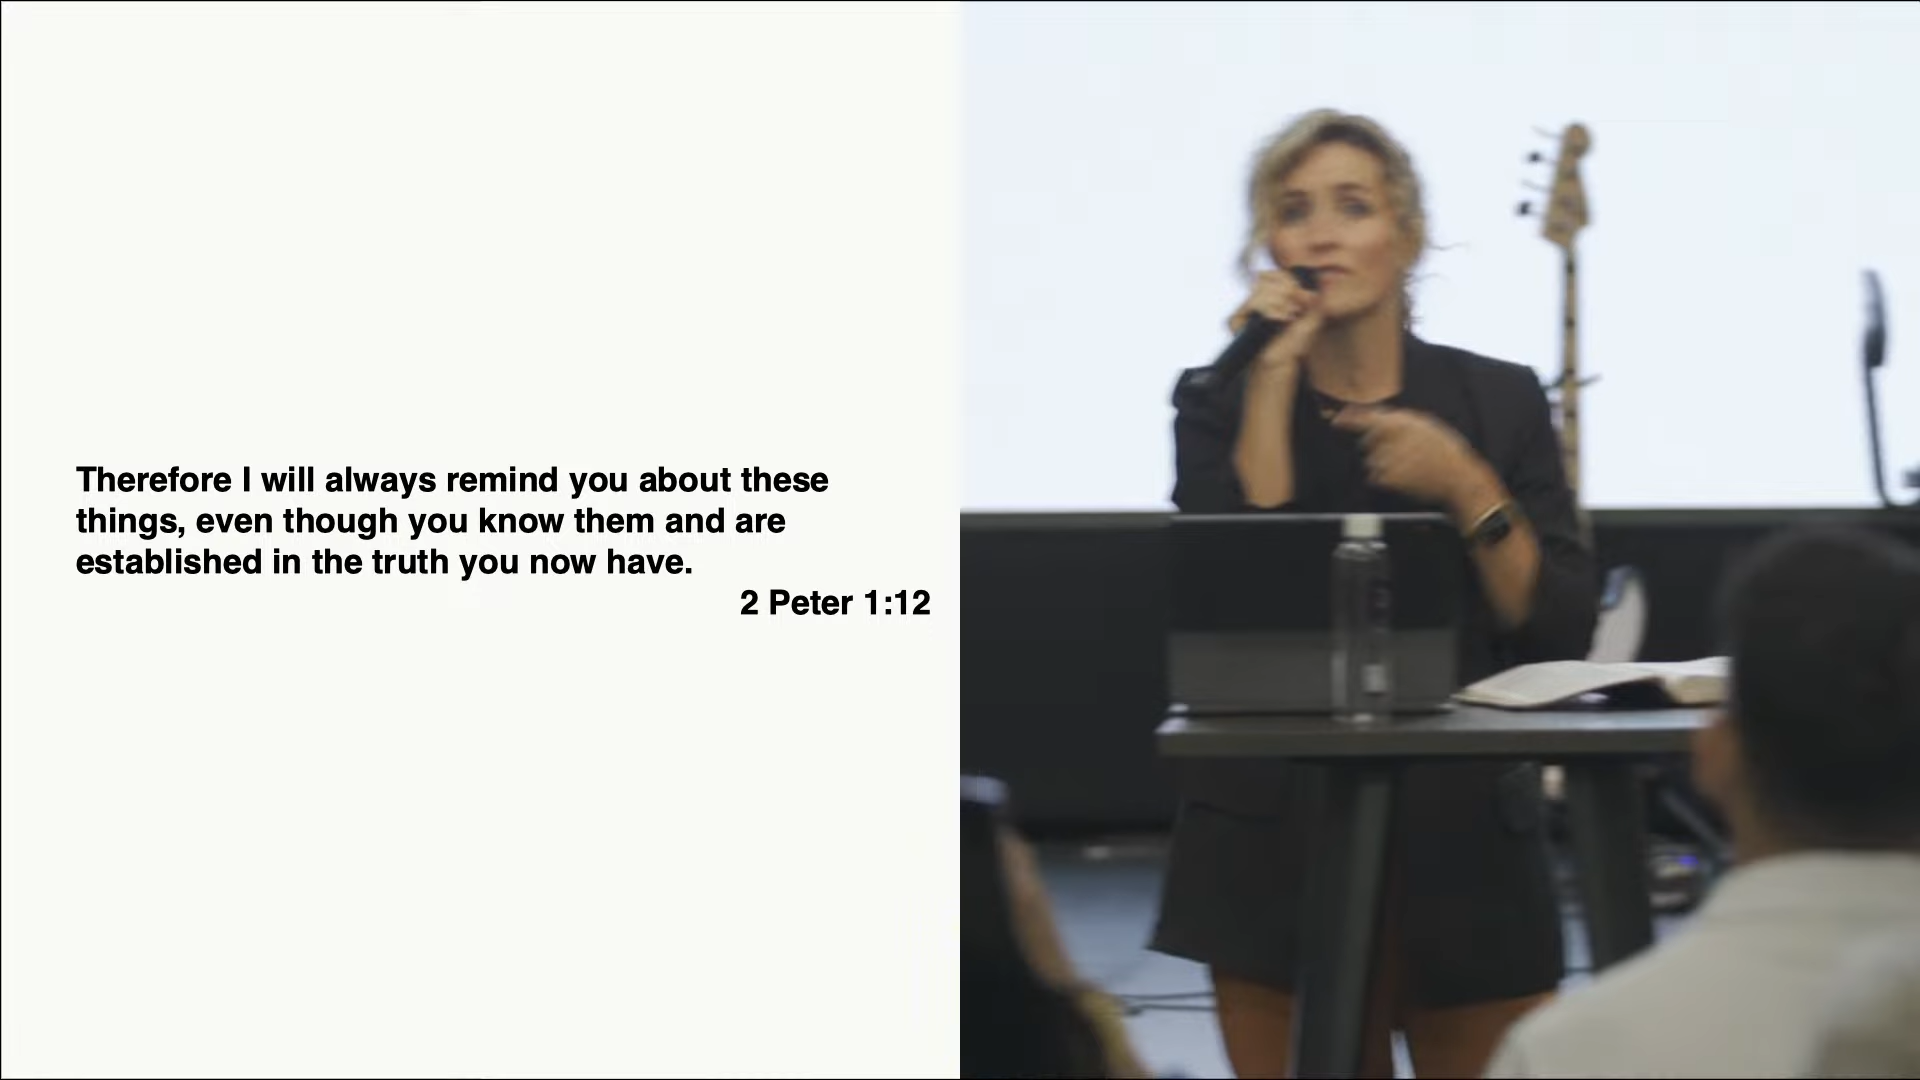 Therefore I will always remind you about these
things, even though you know them and are
established in the truth you now have.
2 Peter 1:12